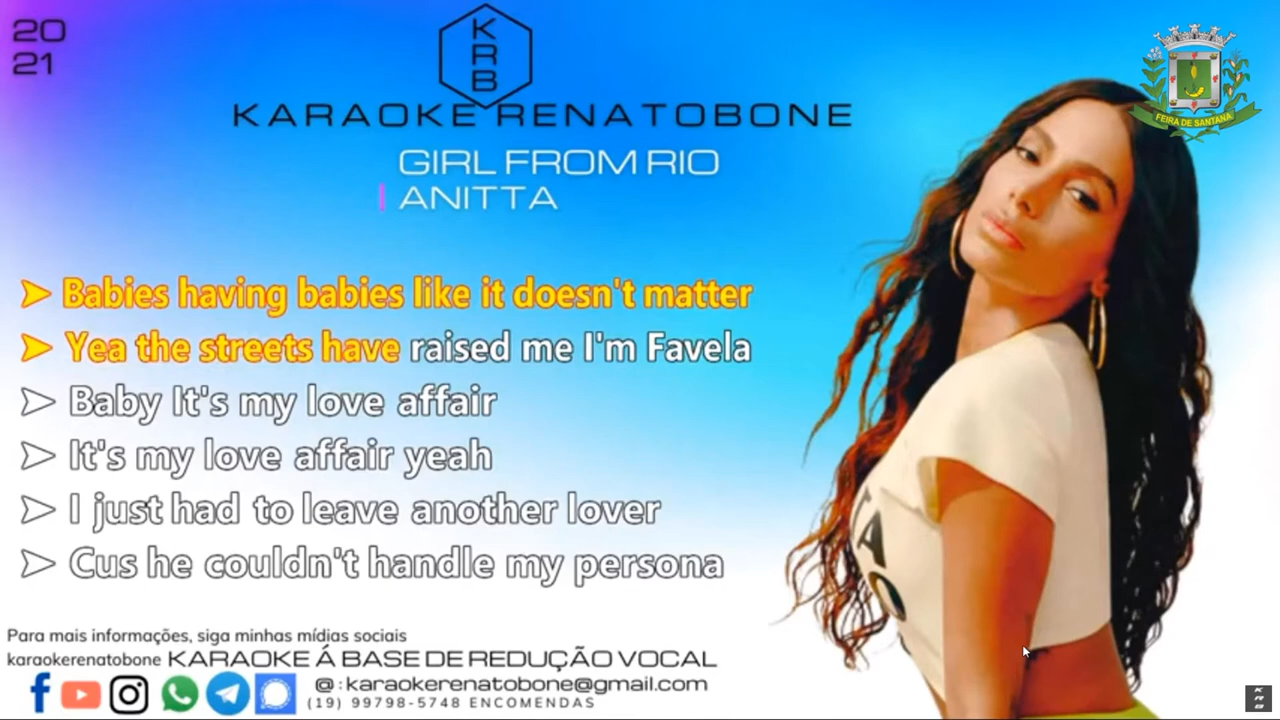 20
21
K
R
B
KARAOKE RENATOBONE
GIRL FROM RIO
ANITTA
FEIRA DE SANTANA
Babies having babies like it doesn't matter
Yea the streets have raised me I'm Favela
Baby It's my love affair
It's my love affair yeah
I just had to leave another lover
Cus he couldn't handle my persona
Para mais informações, siga minhas mídias sociais
karaokerenatobone KARAOKE Á BASE DE REDUÇÃO VOCAL
@:karaokerenatobone@gmail.com
(19) 99798-5748 ENCOMENDAS
K
R
B